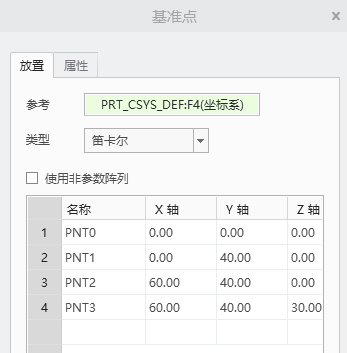 基准点
放置 属性
参考 PRT_CSYS_DEF:F4(坐标系)
类型 笛卡尔
使用非参数阵列
名称 X 轴 Y 轴 Z 轴
1 PNT0 0.00 0.00 0.00
2 PNT1 0.00 40.00 0.00
3 PNT2 60.00 40.00 0.00
4 PNT3 60.00 40.00 30.00